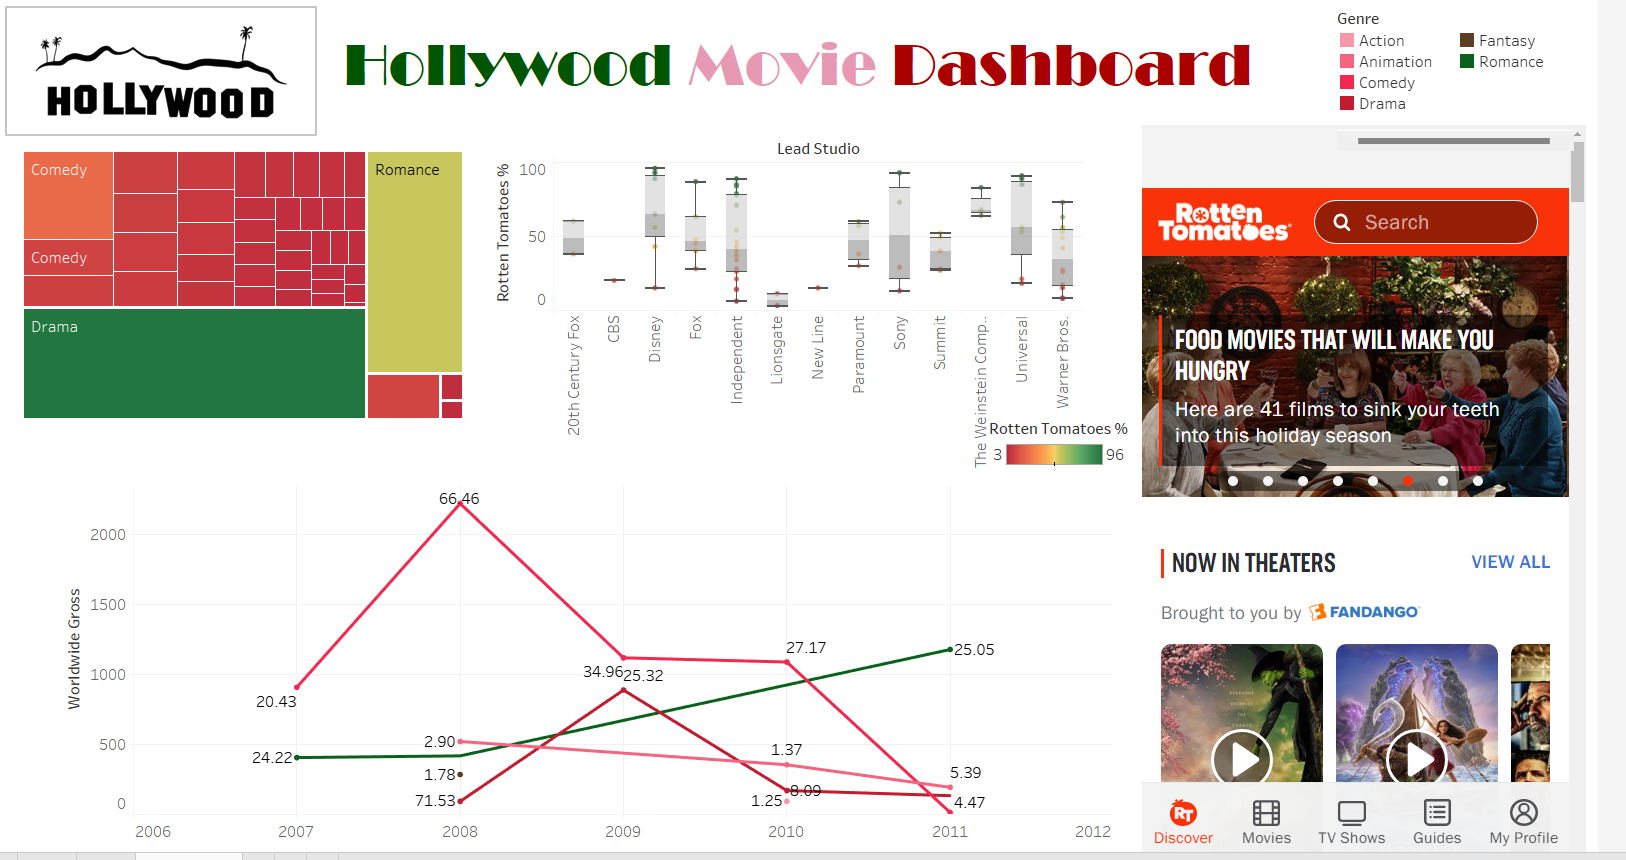 HOLLYWOOD
Hollywood Movie Dashboard
Genre
Action
Animation
Comedy
Drama
Fantasy
Romance
Comedy
Comedy
Drama
Romance
Lead Studio
Rotten Tomatoes %
100
50
0
20th Century Fox
CBS
Disney
Fox
Independent
Lionsgate
New Line
Paramount
Sony
Summit
The Weinstein Comp..
Universal
Warner Bros.
Rotten Tomatoes %
3
96
Worldwide Gross
2000
1500
1000
500
0
2006
2007
2008
2009
2010
2011
2012
66.46
20.43
24.22
2.90
1.78
71.53
34.96
25.32
27.17
1.37
8.09
1.25
25.05
5.39
4.47
Rotten
Tomatoes
Search
FOOD MOVIES THAT WILL MAKE YOU
HUNGRY
Here are 41 films to sink your teeth
into this holiday season
NOW IN THEATERS
VIEW ALL
Brought to you by FANDANGO
2
RT
Discover
Movies
TV Shows
Guides
My Profile